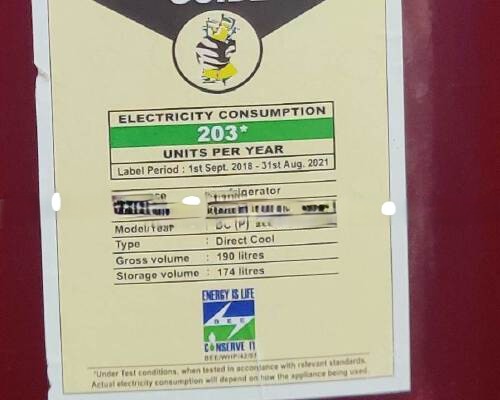 ELECTRICITY CONSUMPTION
203*
UNITS PER YEAR
Label Period : 1st Sept. 2018 - 31st Aug. 2021
Model/Year :
Type : Direct Cool
Gross volume : 190 litres
Storage volume : 174 litres
ENERGY IS LIFE
BEE
CONSERVE IT
*Under Test conditions, when tested in accordance with relevant standards.
Actual electricity consumption will depend on how the appliance being used.